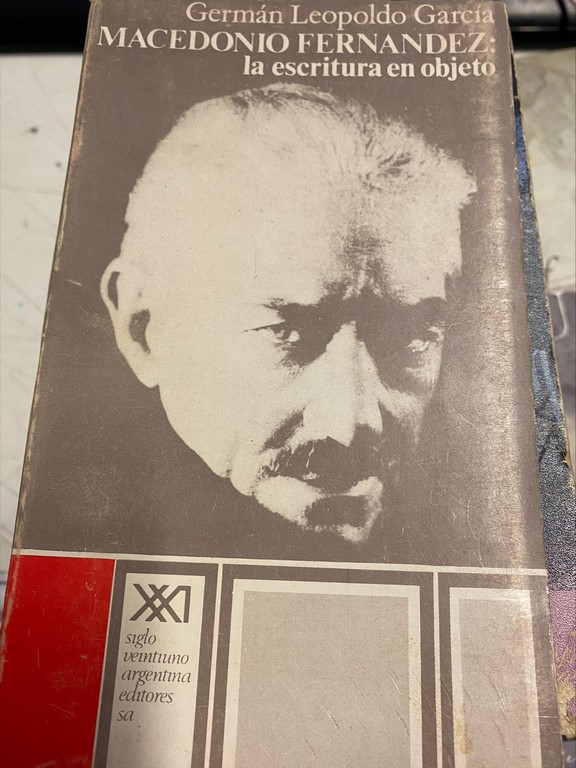 Germán Leopoldo García
MACEDONIO FERNANDEZ:
la escritura en objeto
XXI
siglo
veintiuno
argentina
editores
sa